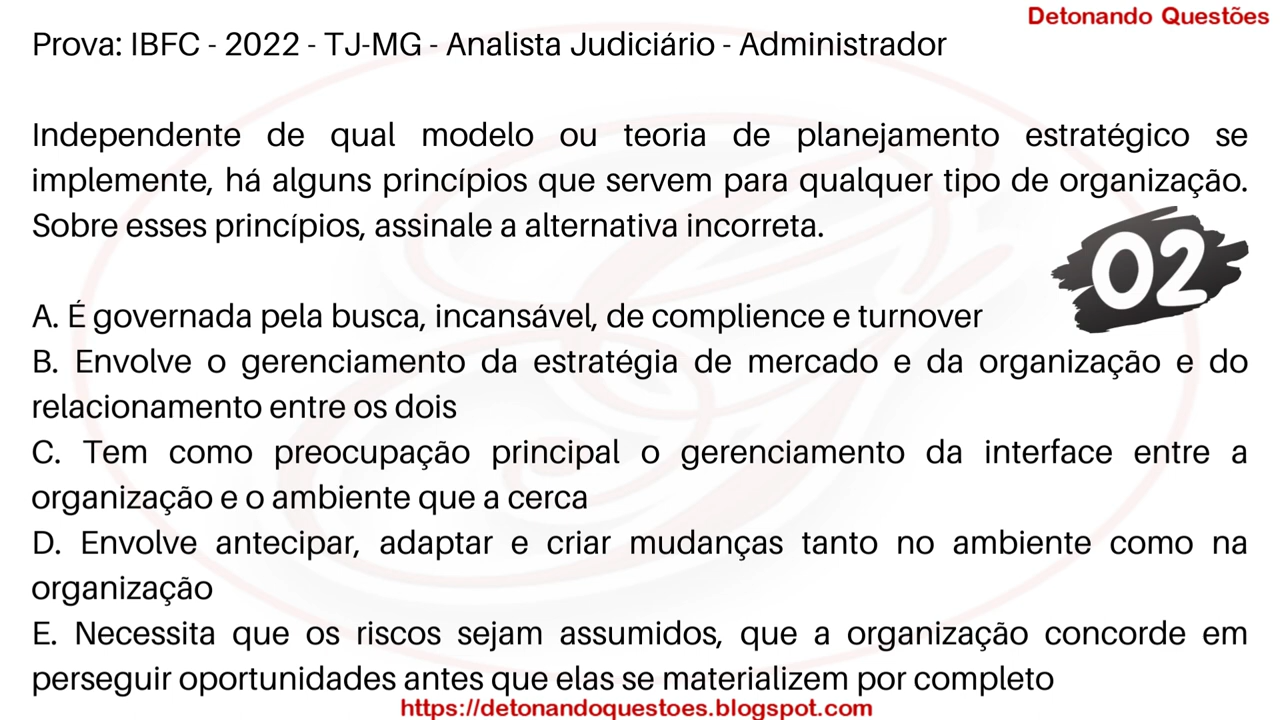 Detonando Questões
Prova: IBFC - 2022 - TJ-MG - Analista Judiciário - Administrador
Independente de qual modelo ou teoria de planejamento estratégico se
implemente, há alguns princípios que servem para qualquer tipo de organização.
Sobre esses princípios, assinale a alternativa incorreta.
02
A. É governada pela busca, incansável, de complience e turnover
B. Envolve o gerenciamento da estratégia de mercado e da organização e do
relacionamento entre os dois
C. Tem como preocupação principal o gerenciamento da interface entre a
organização e o ambiente que a cerca
D. Envolve antecipar, adaptar e criar mudanças tanto no ambiente como na
organização
E. Necessita que os riscos sejam assumidos, que a organização concorde em
perseguir oportunidades antes que elas se materializem por completo
https://detonandoquestoes.blogspot.com